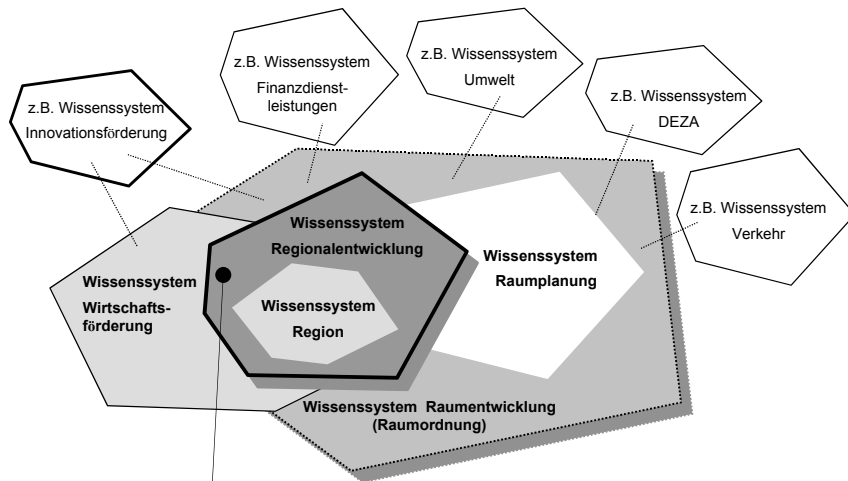 z.B. Wissenssystem
Innovationsförderung
z.B. Wissenssystem
Finanzdienst-
leistungen
z.B. Wissenssystem
Umwelt
z.B. Wissenssystem
DEZA
z.B. Wissenssystem
Verkehr
Wissenssystem
Wirtschafts-
förderung
Wissenssystem
Regionalentwicklung
Wissenssystem
Region
Wissenssystem
Raumplanung
Wissenssystem Raumentwicklung
(Raumordnung)